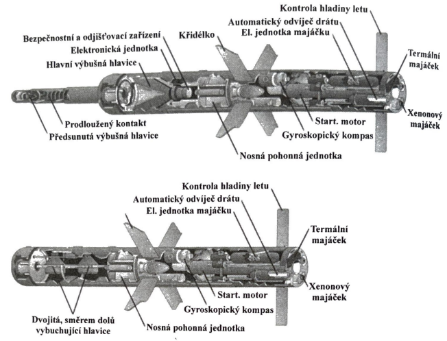 Kontrola hladiny letu
Automatický odvíječ drátu
El. jednotka majáčku
Bezpečnostní a odjišťovací zařízení
Křidélko
Elektronická jednotka
Hlavní výbušná hlavice
Termální
majáček
Xenonový
majáček
Start. motor
Gyroskopický kompas
Prodloužený kontakt
Předsunutá výbušná hlavice
Nosná pohonná jednotka
Kontrola hladiny letu
Automatický odvíječ drátu
El. jednotka majáčku
Termální
majáček
Xenonový
majáček
Start. motor
Gyroskopický kompas
Dvojitá, směrem dolů
vybuchující hlavice
Nosná pohonná jednotka